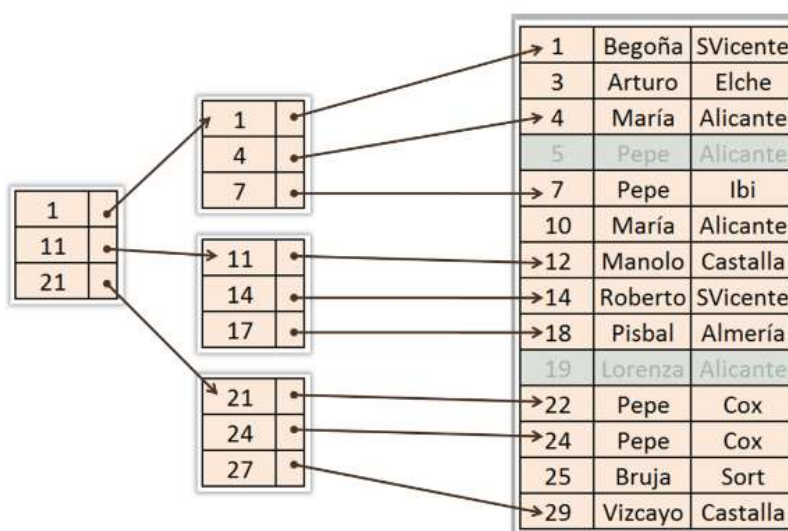 1
11
21
1
4
7
11
14
17
21
24
27
1 Begoña SVicente
3 Arturo Elche
4 María Alicante
5 Pepe Alicante
7 Pepe Ibi
10 María Alicante
12 Manolo Castalla
14 Roberto SVicente
18 Pisbal Almería
19 Lorenza Alicante
22 Pepe Cox
24 Pepe Cox
25 Bruja Sort
29 Vizcayo Castalla